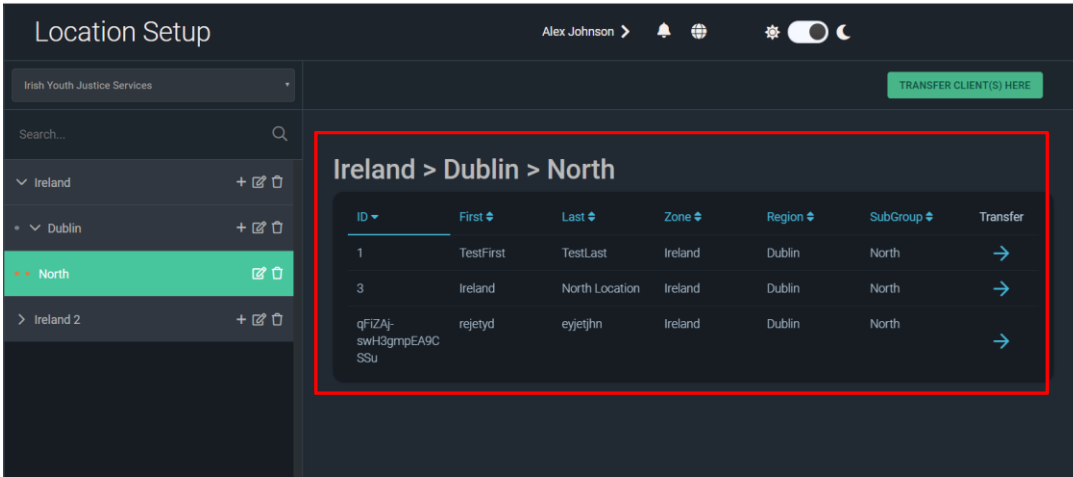 Location Setup
Alex Johnson
Irish Youth Justice Services
TRANSFER CLIENT(S) HERE
Search...
Ireland
Dublin
North
Ireland 2
Ireland > Dublin > North
ID First Last Zone Region SubGroup Transfer
1 TestFirst TestLast Ireland Dublin North
3 Ireland North Location Ireland Dublin North
qFiZAj- rejetyd eyjetjhn Ireland Dublin North
swH3gmpEA9C
SSu